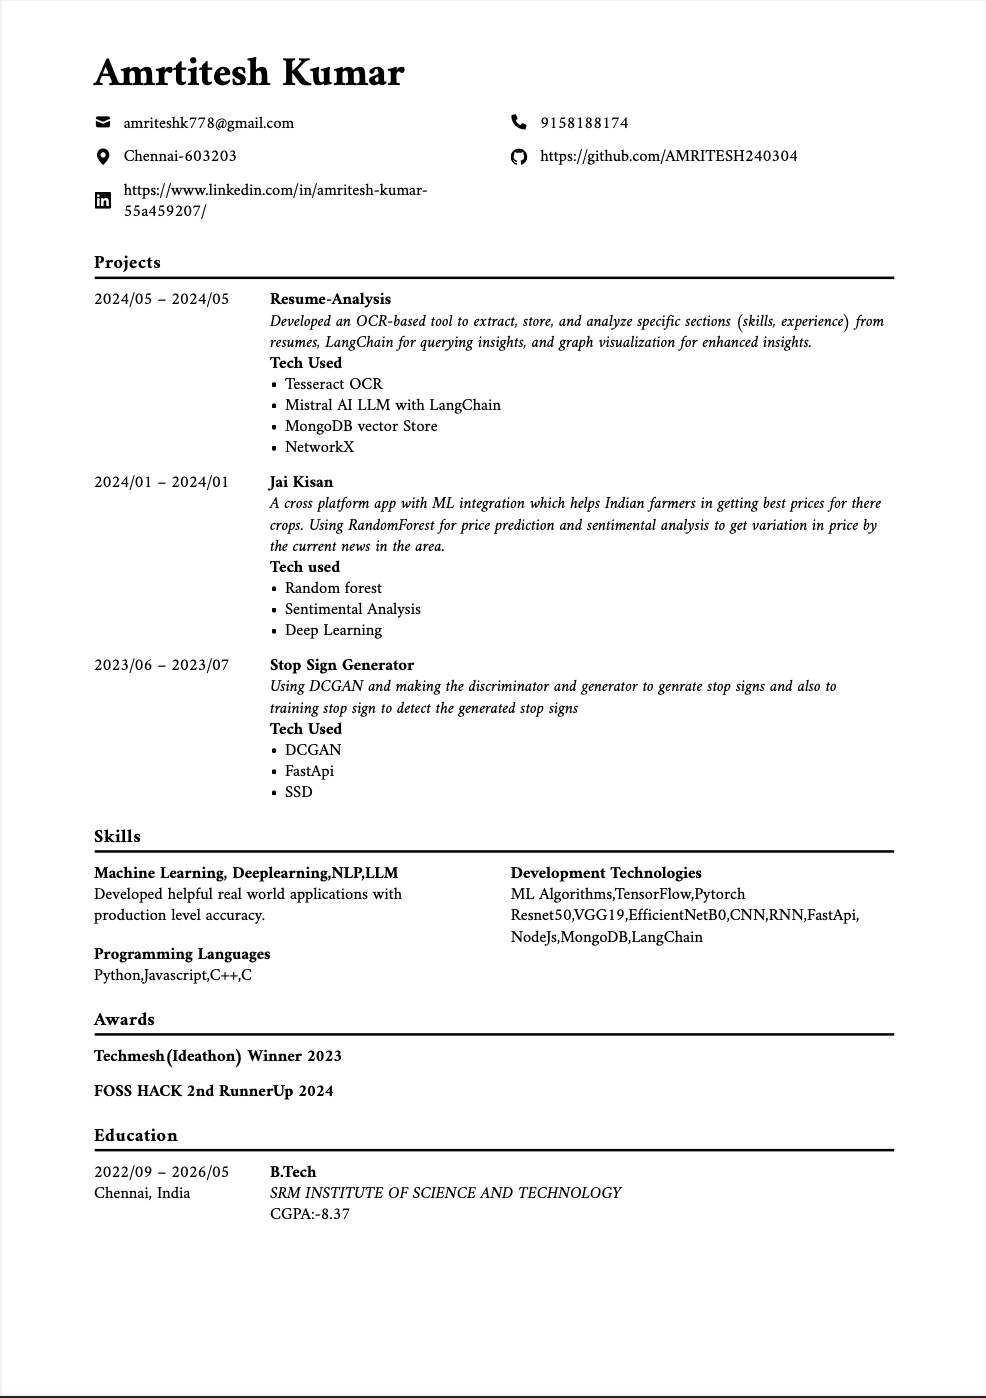 Amrtitesh Kumar
amriteshk778@gmail.com
9158188174
Chennai-603203
https://github.com/AMRITESH240304
https://www.linkedin.com/in/amritesh-kumar-
55a459207/
Projects
2024/05 – 2024/05
Resume-Analysis
Developed an OCR-based tool to extract, store, and analyze specific sections (skills, experience) from
resumes, LangChain for querying insights, and graph visualization for enhanced insights.
Tech Used
• Tesseract OCR
• Mistral AI LLM with LangChain
• MongoDB vector Store
• NetworkX
2024/01 – 2024/01
Jai Kisan
A cross platform app with ML integration which helps Indian farmers in getting best prices for there
crops. Using RandomForest for price prediction and sentimental analysis to get variation in price by
the current news in the area.
Tech used
• Random forest
• Sentimental Analysis
• Deep Learning
2023/06 – 2023/07
Stop Sign Generator
Using DCGAN and making the discriminator and generator to genrate stop signs and also to
training stop sign to detect the generated stop signs
Tech Used
• DCGAN
• FastApi
• SSD
Skills
Machine Learning, Deeplearning,NLP,LLM
Developed helpful real world applications with
production level accuracy.
Programming Languages
Python,Javascript,C++,C
Development Technologies
ML Algorithms,TensorFlow,Pytorch
Resnet50,VGG19,EfficientNetB0,CNN,RNN,FastApi,
NodeJs,MongoDB,LangChain
Awards
Techmesh(Ideathon) Winner 2023
FOSS HACK 2nd RunnerUp 2024
Education
2022/09 – 2026/05
Chennai, India
B.Tech
SRM INSTITUTE OF SCIENCE AND TECHNOLOGY
CGPA:-8.37